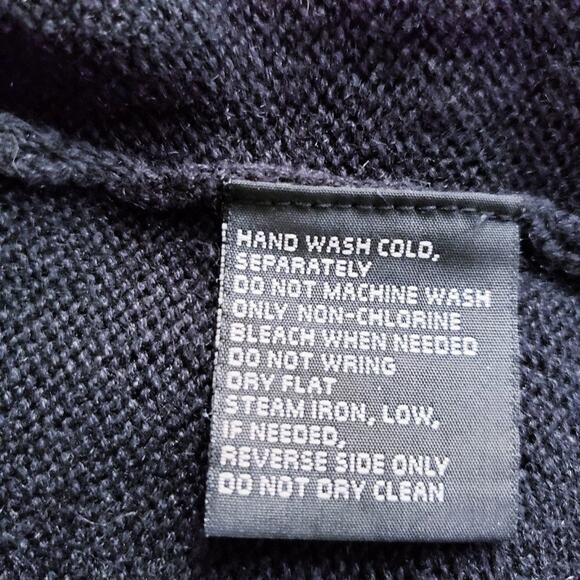 HAND WASH COLD,
SEPARATELY
DO NOT MACHINE WASH
ONLY NON-CHLORINE
BLEACH WHEN NEEDED
DO NOT WRING
DRY FLAT
STEAM IRON, LOW,
IF NEEDED,
REVERSE SIDE ONLY
DO NOT DRY CLEAN